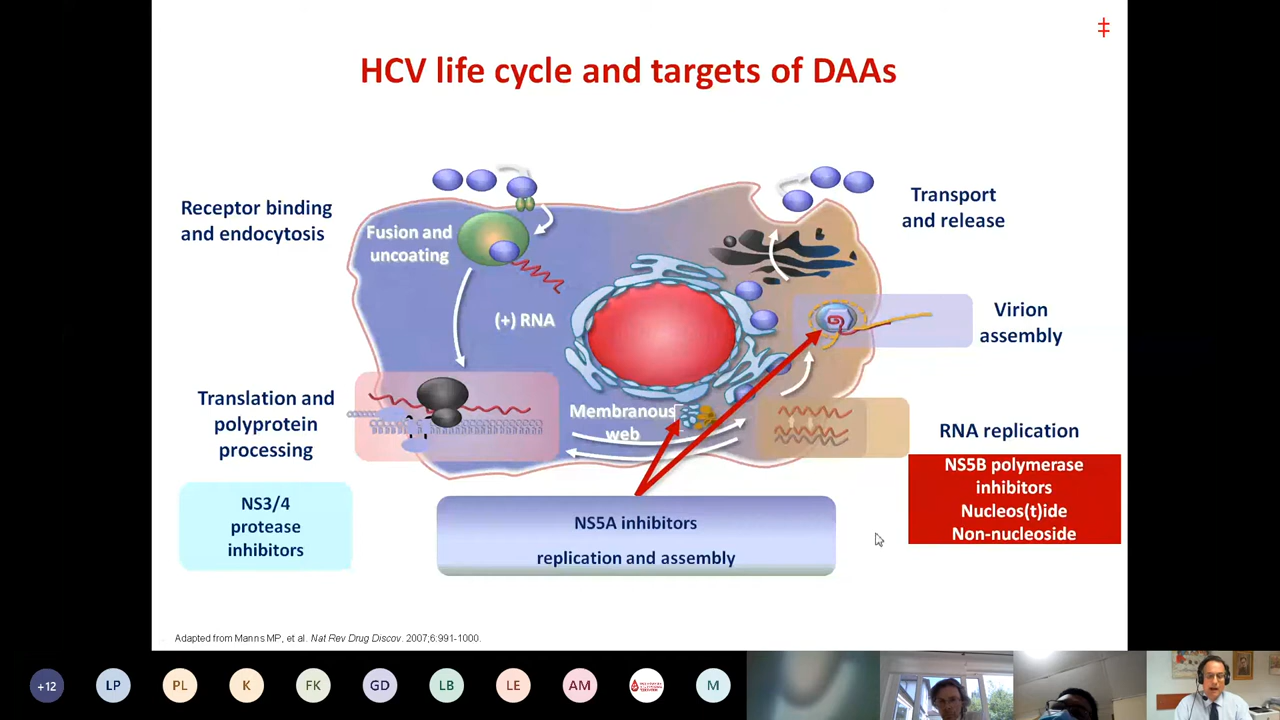 ‡
HCV life cycle and targets of DAAs
Receptor binding
and endocytosis
Fusion and
uncoating
(+) RNA
Transport
and release
Virion
assembly
Translation and
polyprotein
processing
Membranous
web
RNA replication
NS3/4
protease
inhibitors
NS5A inhibitors
replication and assembly
NS5B polymerase
inhibitors
Nucleos(t)ide
Non-nucleoside
Adapted from Manns MP, et al. Nat Rev Drug Discov. 2007;6:991-1000.
+12
LP
PL
K
FK
GD
LB
LE
AM
M